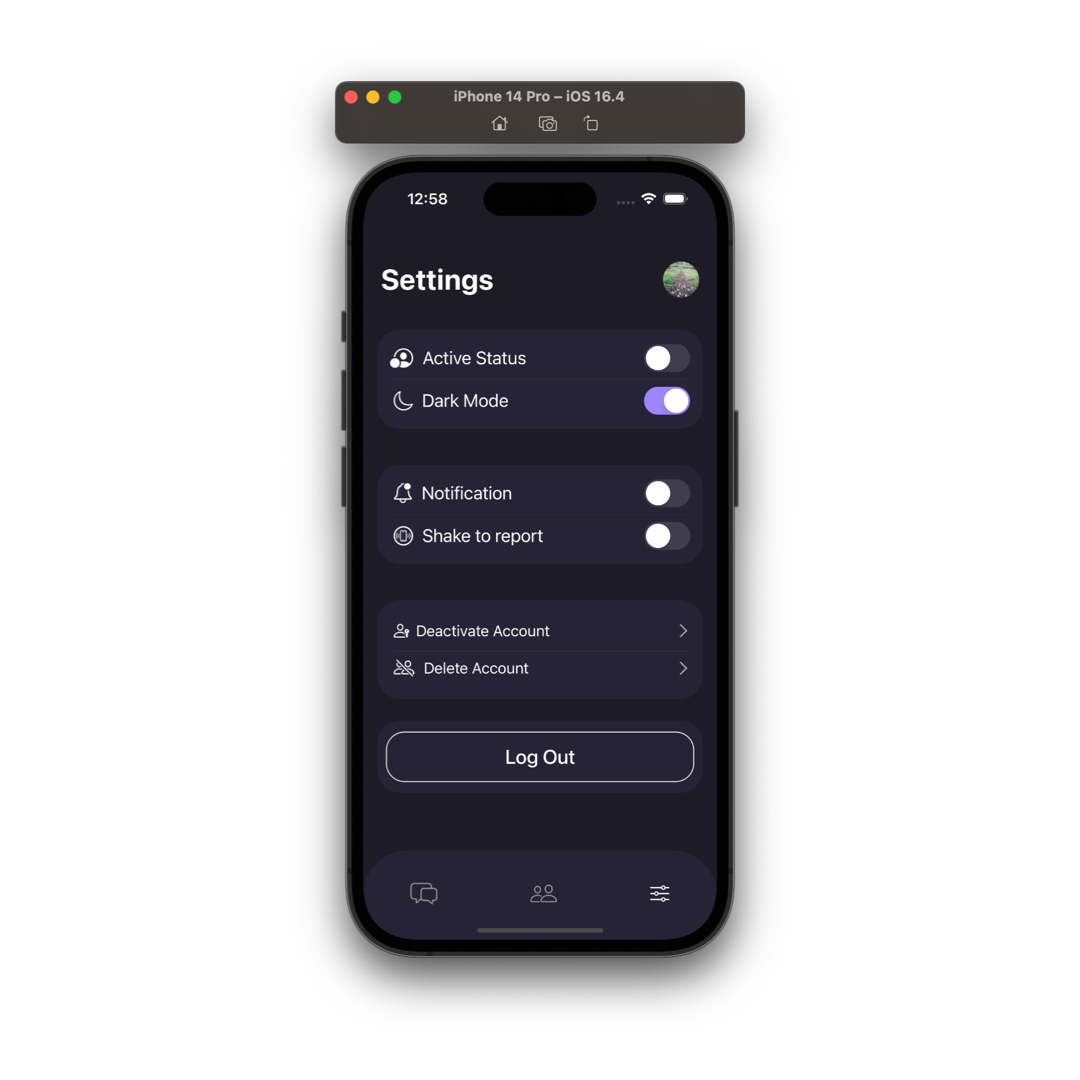 iPhone 14 Pro – iOS 16.4
12:58
Settings
Active Status
Dark Mode
Notification
Shake to report
Deactivate Account
Delete Account
Log Out